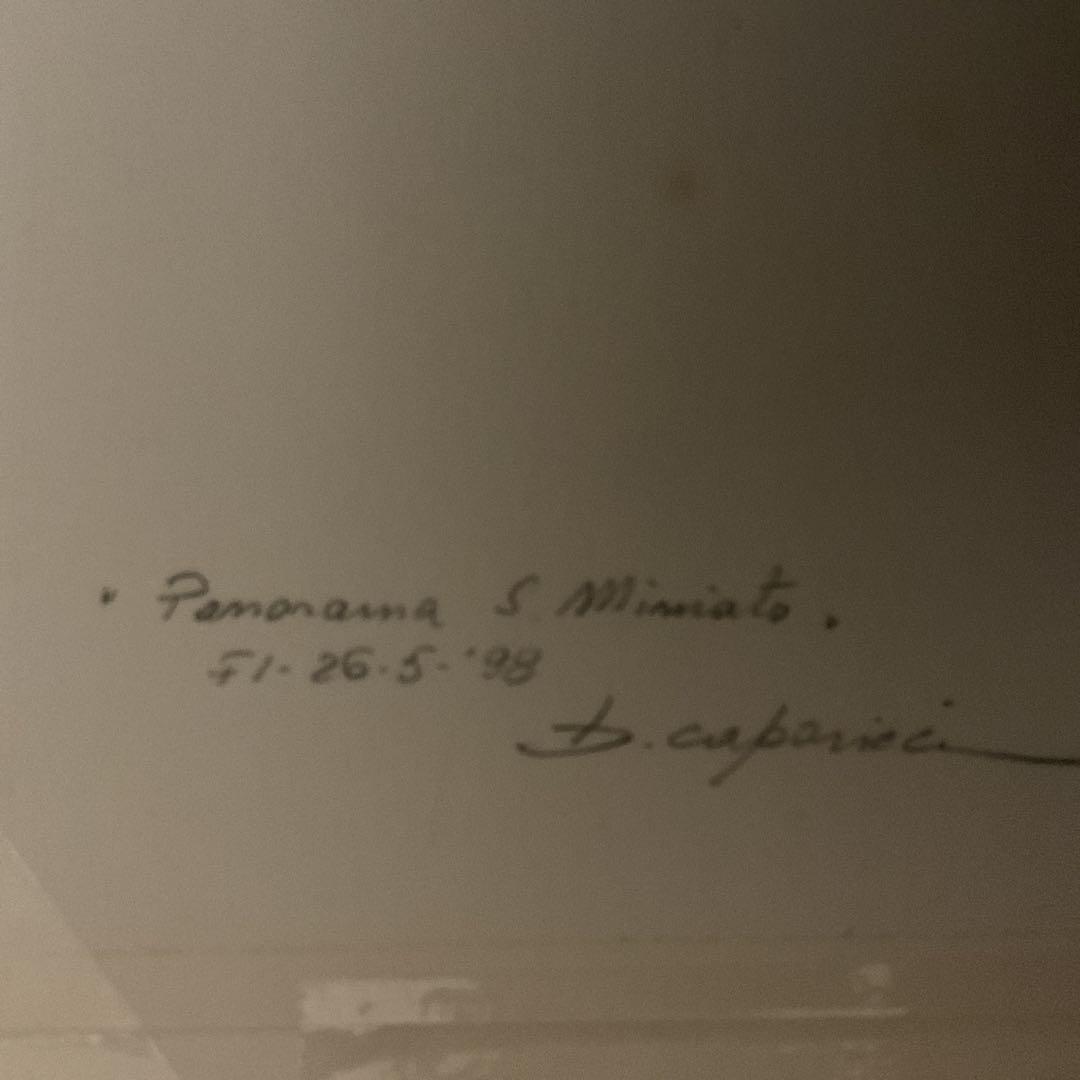 " Panorama S. Miniato "
FI - 26 - 5 - '98
D.